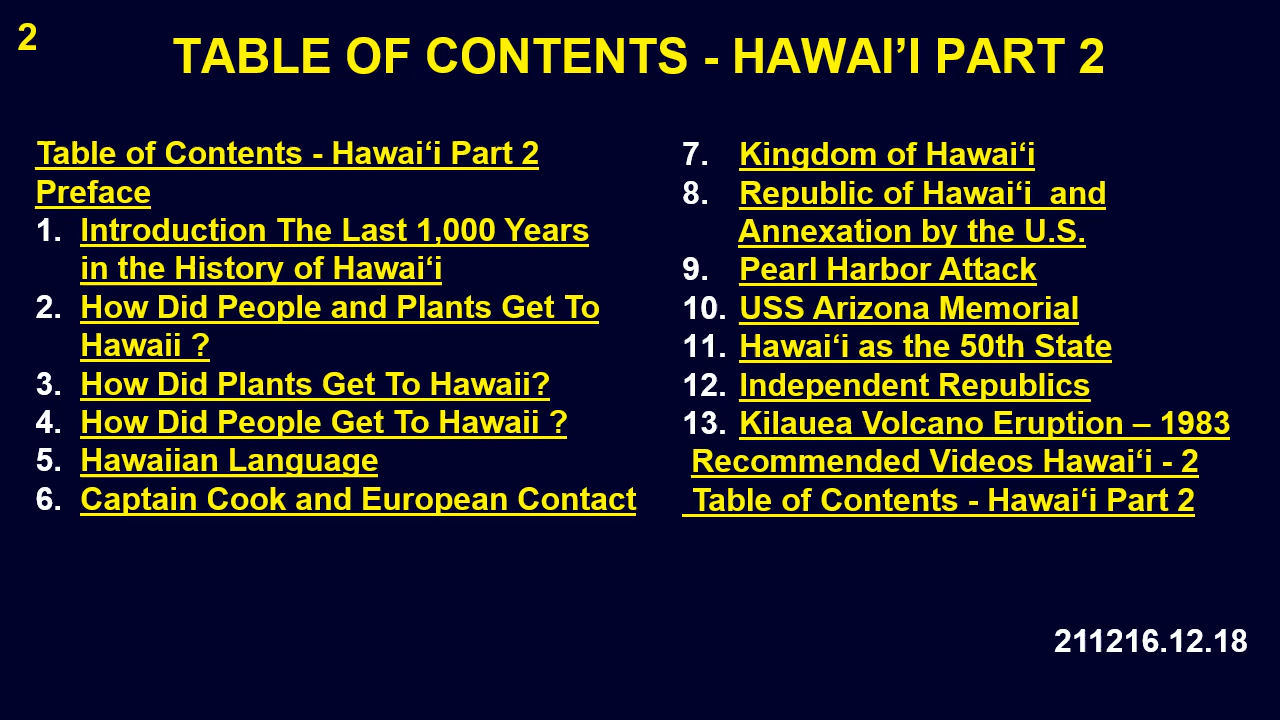 2
TABLE OF CONTENTS - HAWAI’I PART 2
Table of Contents - Hawai‘i Part 2
Preface
1. Introduction The Last 1,000 Years
in the History of Hawai‘i
2. How Did People and Plants Get To
Hawaii ?
3. How Did Plants Get To Hawaii?
4. How Did People Get To Hawaii ?
5. Hawaiian Language
6. Captain Cook and European Contact
7. Kingdom of Hawai‘i
8. Republic of Hawai‘i  and
Annexation by the U.S.
9. Pearl Harbor Attack
10. USS Arizona Memorial
11. Hawai‘i as the 50th State
12. Independent Republics
13. Kilauea Volcano Eruption – 1983
Recommended Videos Hawai‘i - 2
Table of Contents - Hawai‘i Part 2
211216.12.18